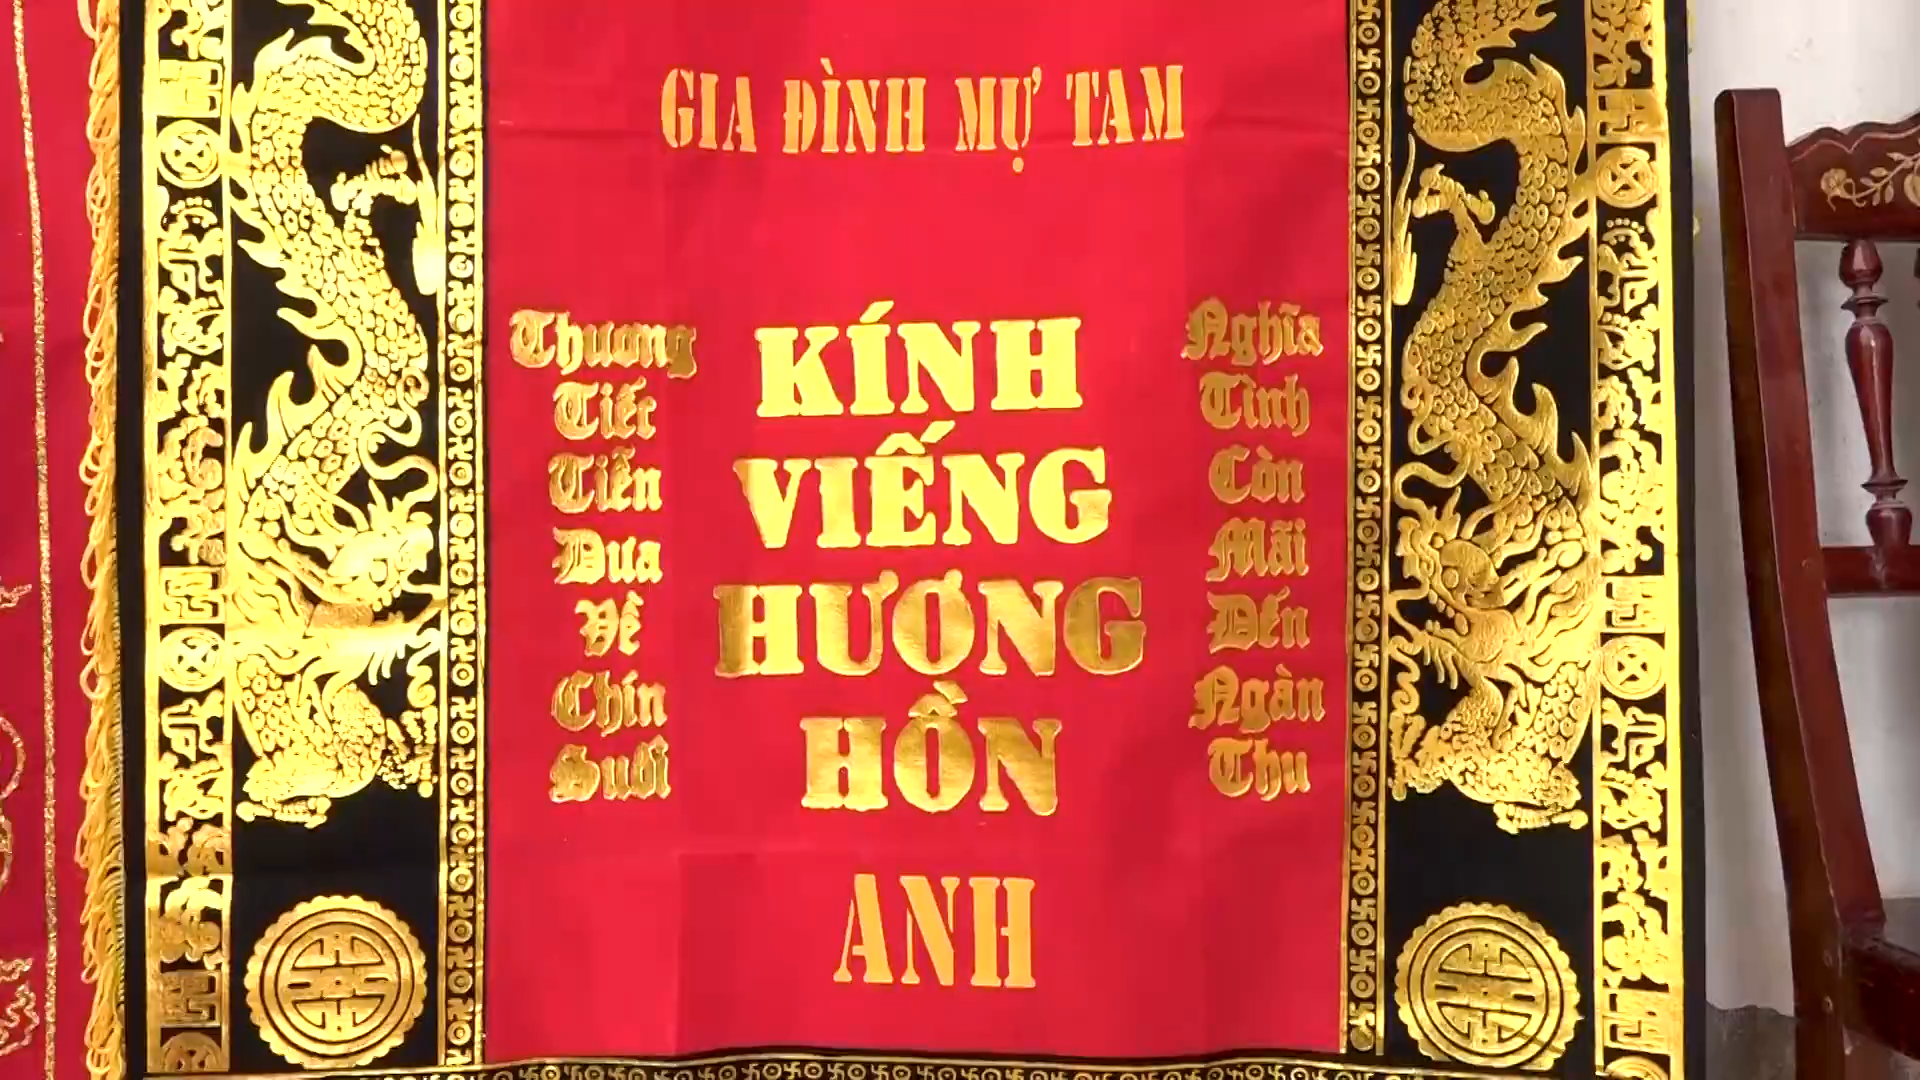 GIA ĐÌNH MỰ TAM
Thương
Tiếc
Tiễn
Đưa
Về
Chín
Suối
KÍNH
VIẾNG
HƯƠNG
HỒN
ANH
Nghĩa
Tình
Còn
Mãi
Đến
Ngàn
Thu